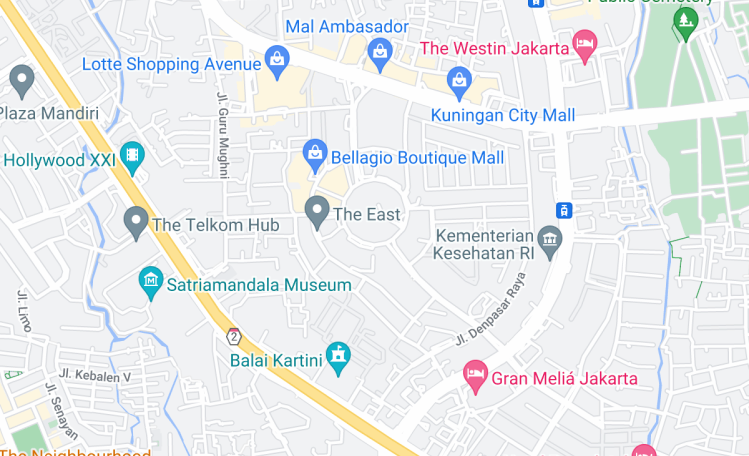 Public Cemetery
Mal Ambasador
The Westin Jakarta
Lotte Shopping Avenue
Plaza Mandiri
Kuningan City Mall
Jl. Guru Mughni
Hollywood XXI
Bellagio Boutique Mall
The East
The Telkom Hub
Kementerian
Kesehatan RI
Satriamandala Museum
Jl. Limo
Jl. Denpasar Raya
2
Balai Kartini
Jl. Kebalen V
Gran Meliá Jakarta
Jl. Senayan
The Neighbourhood